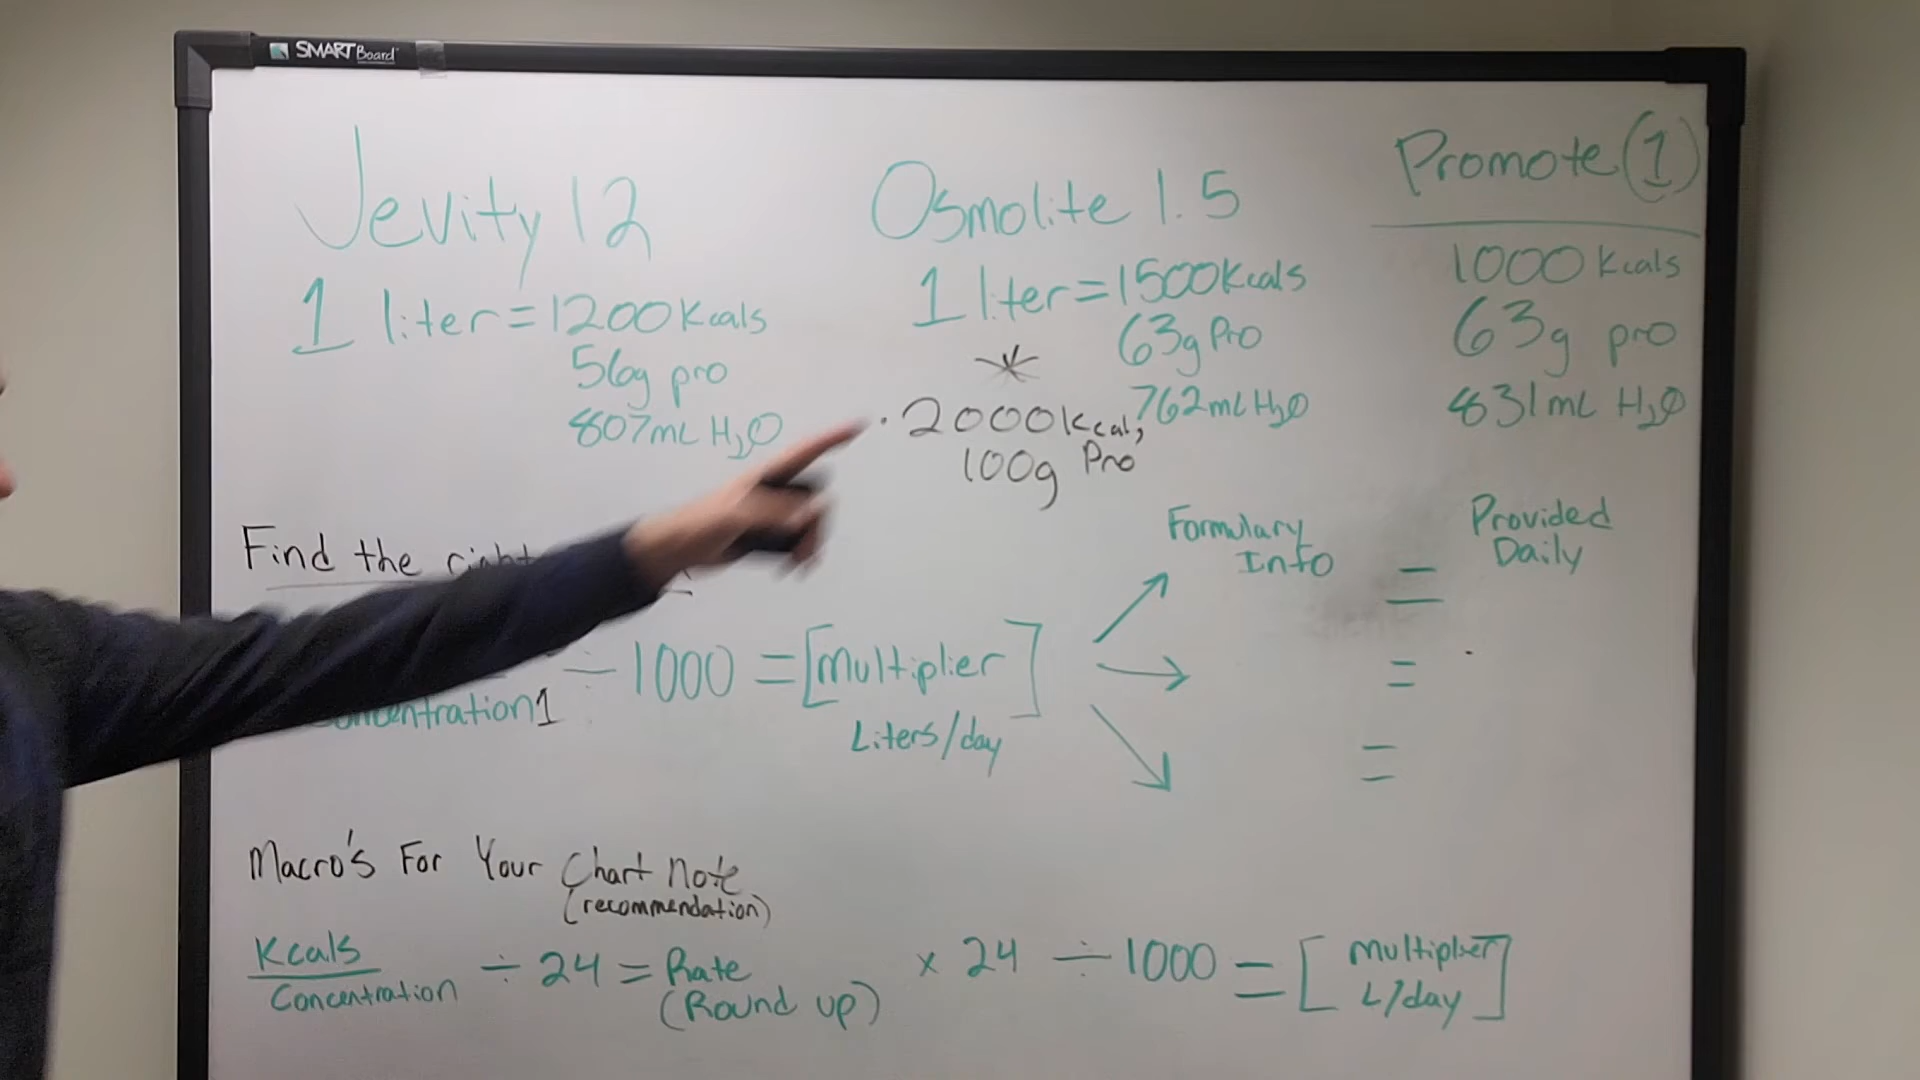 SMART Board
Jevity 12
1 liter = 1200 Kcals
56g pro
807mL H2O
Osmolite 1.5
1 liter = 1500 Kcals
63g Pro
762mL H2O
· 2000 Kcal,
100g Pro
Promote (1)
1000 Kcals
63g pro
831mL H2O
Find the right
Concentration 1
÷ 1000 = [multiplier]
Liters/day
Formulary
Info
Provided
Daily
=
=
=
Macro's For Your Chart Note
(recommendation)
Kcals
Concentration
÷ 24 = Rate
(Round up)
× 24 ÷ 1000 = [multiplier
L/day]